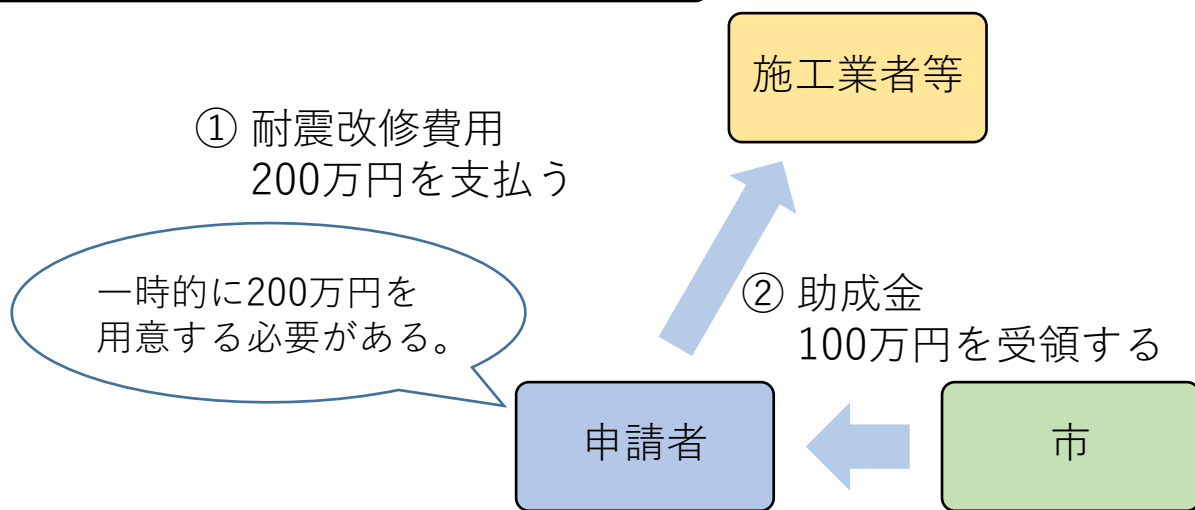 施工業者等
① 耐震改修費用
200万円を支払う
一時的に200万円を
用意する必要がある。
② 助成金
100万円を受領する
申請者
市